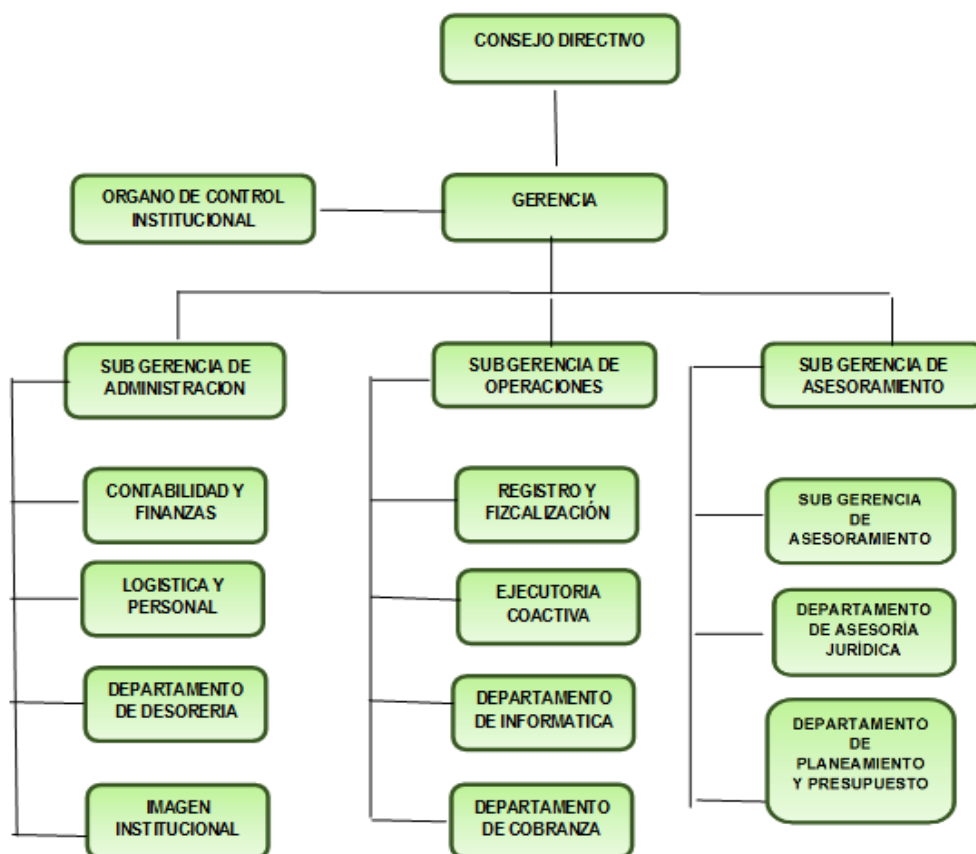 CONSEJO DIRECTIVO
ORGANO DE CONTROL
INSTITUCIONAL
GERENCIA
SUB GERENCIA DE
ADMINISTRACION
CONTABILIDAD Y
FINANZAS
LOGISTICA Y
PERSONAL
DEPARTAMENTO
DE DESORERIA
IMAGEN
INSTITUCIONAL
SUB GERENCIA DE
OPERACIONES
REGISTRO Y
FIZCALIZACIÓN
EJECUTORIA
COACTIVA
DEPARTAMENTO
DE INFORMATICA
DEPARTAMENTO
DE COBRANZA
SUB GERENCIA DE
ASESORAMIENTO
SUB GERENCIA
DE
ASESORAMIENTO
DEPARTAMENTO
DE ASESORÍA
JURÍDICA
DEPARTAMENTO
DE
PLANEAMIENTO
Y PRESUPUESTO